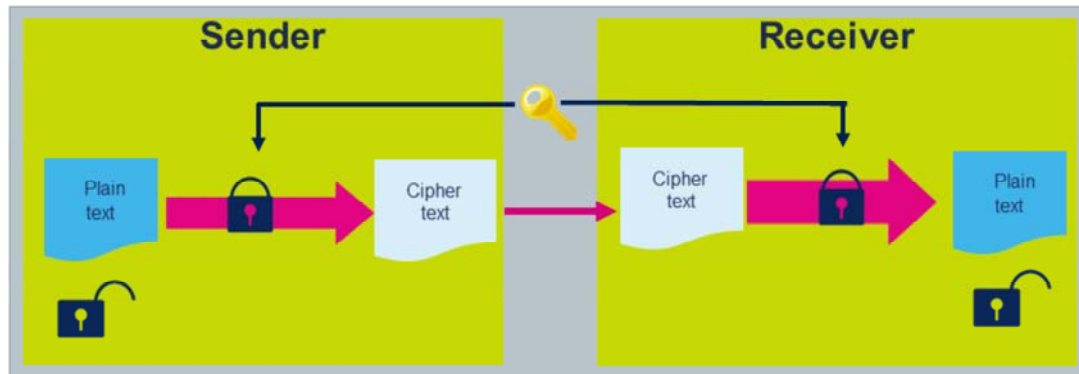 Sender
Receiver
Plain
text
Cipher
text
Cipher
text
Plain
text